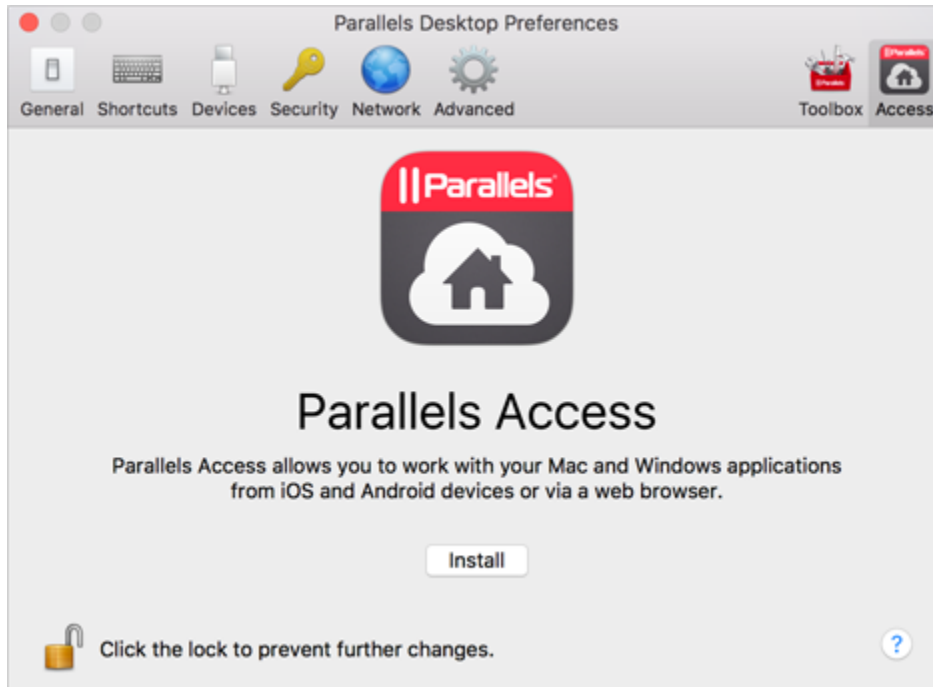 Parallels Desktop Preferences
General Shortcuts Devices Security Network Advanced Toolbox Access
Parallels
Parallels Access
Parallels Access allows you to work with your Mac and Windows applications
from iOS and Android devices or via a web browser.
Install
Click the lock to prevent further changes.
?